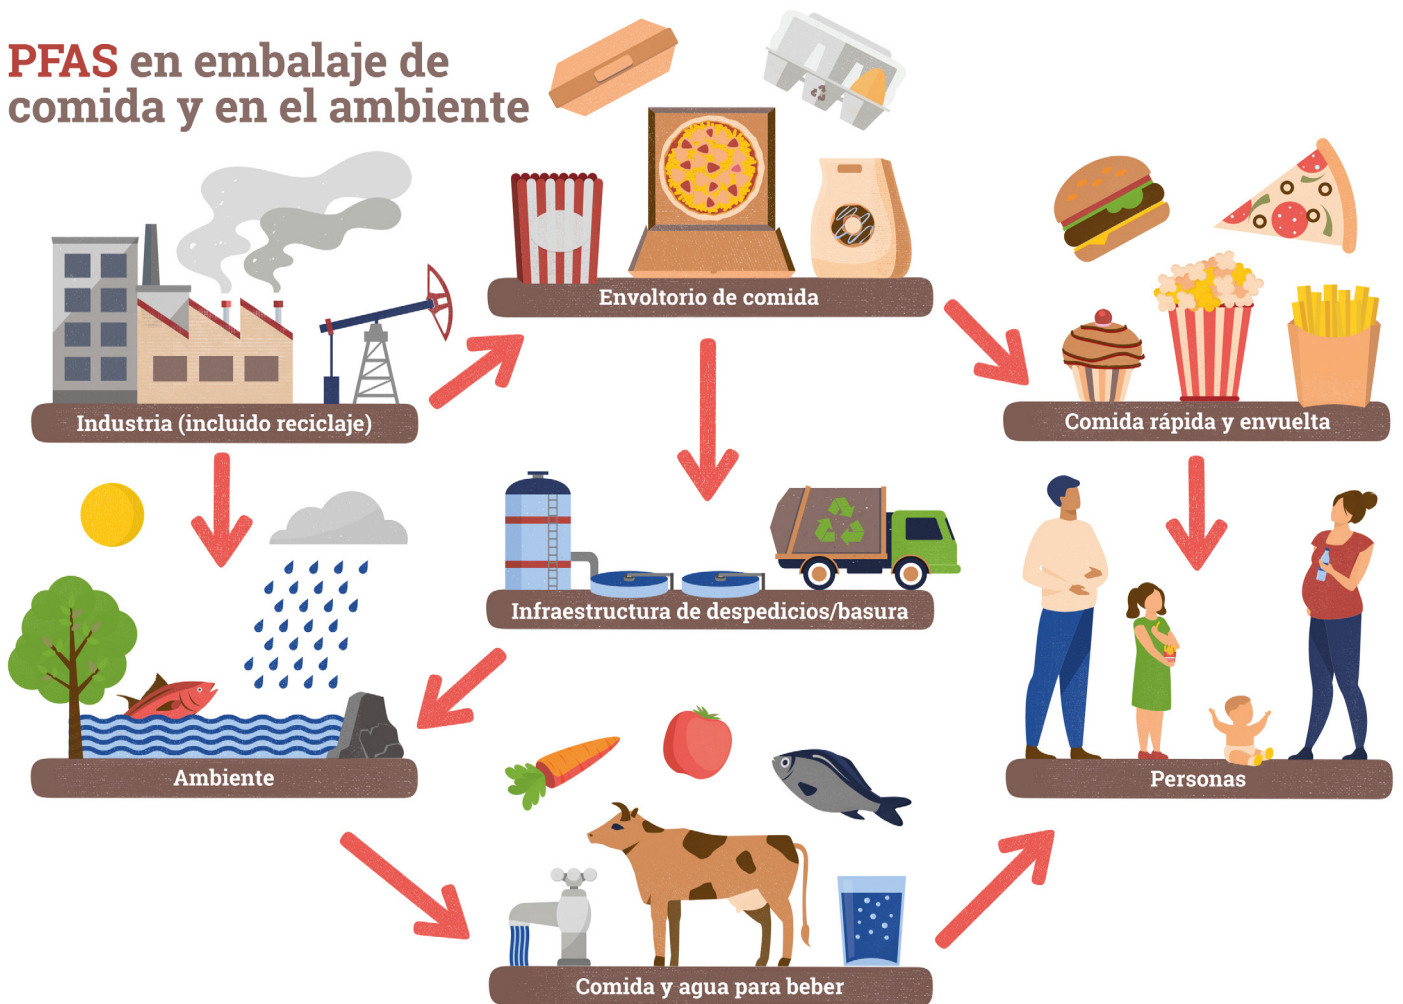 PFAS en embalaje de
comida y en el ambiente
Envoltorio de comida
Industria (incluido reciclaje)
Comida rápida y envuelta
Infraestructura de despedicios/basura
Ambiente
Personas
Comida y agua para beber